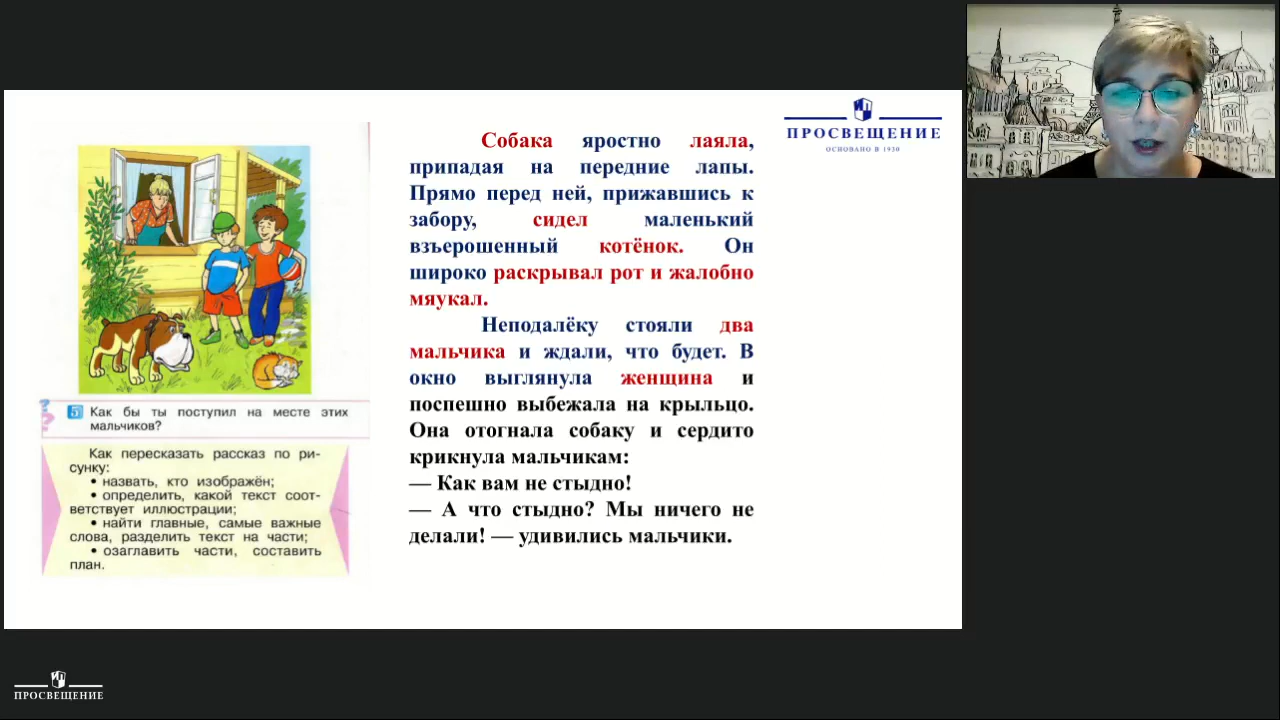 Собака яростно лаяла,
припадая на передние лапы.
Прямо перед ней, прижавшись к
забору, сидел маленький
взъерошенный котёнок. Он
широко раскрывал рот и жалобно
мяукал.
Неподалёку стояли два
мальчика и ждали, что будет. В
окно выглянула женщина и
поспешно выбежала на крыльцо.
Она отогнала собаку и сердито
крикнула мальчикам:
— Как вам не стыдно!
— А что стыдно? Мы ничего не
делали! — удивились мальчики.
5 Как бы ты поступил на месте этих
мальчиков?
Как пересказать рассказ по ри-
сунку:
• назвать, кто изображён;
• определить, какой текст соот-
ветствует иллюстрации;
• найти главные, самые важные
слова, разделить текст на части;
• озаглавить части, составить
план.
ПРОСВЕЩЕНИЕ
ОСНОВАНО В 1930
ПРОСВЕЩЕНИЕ